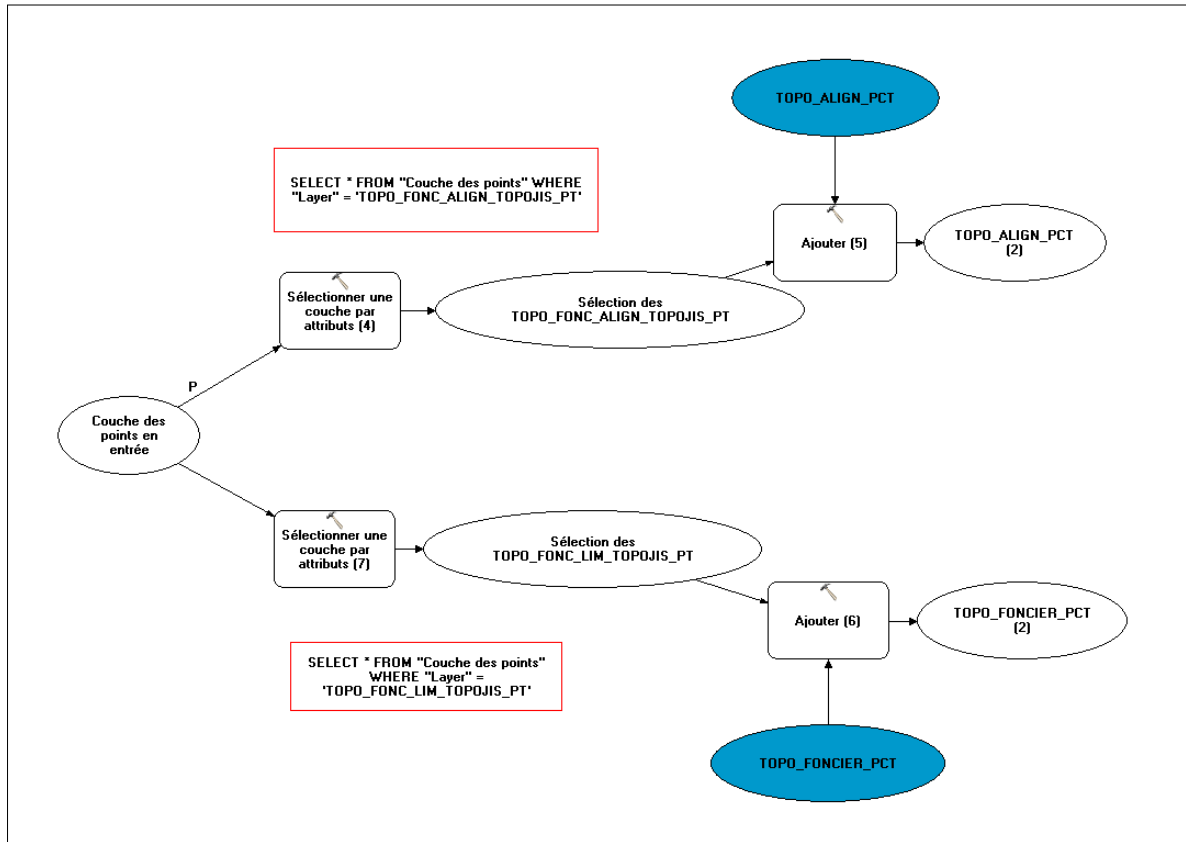 TOPO_ALIGN_PCT
SELECT * FROM "Couche des points" WHERE
"Layer" = 'TOPO_FONC_ALIGN_TOPOJIS_PT'
Ajouter (5)
TOPO_ALIGN_PCT
(2)
Sélectionner une
couche par
attributs (4)
Sélection des
TOPO_FONC_ALIGN_TOPOJIS_PT
P
Couche des
points en
entrée
Sélectionner une
couche par
attributs (7)
Sélection des
TOPO_FONC_LIM_TOPOJIS_PT
Ajouter (6)
TOPO_FONCIER_PCT
(2)
SELECT * FROM "Couche des points"
WHERE "Layer" =
'TOPO_FONC_LIM_TOPOJIS_PT'
TOPO_FONCIER_PCT